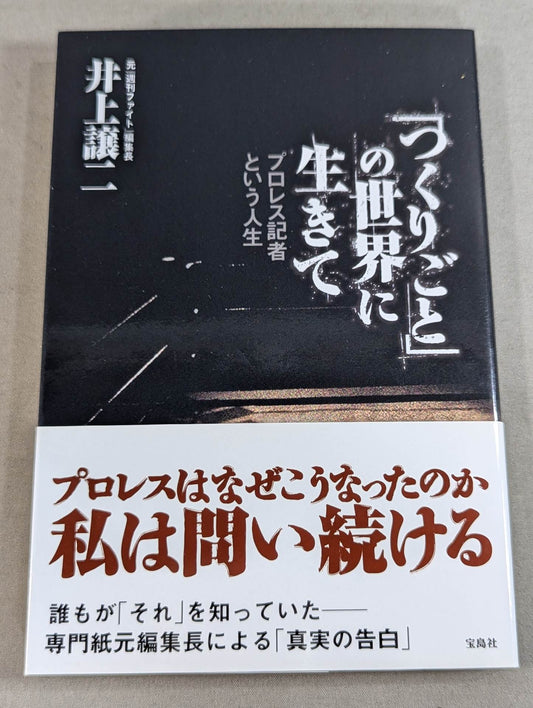 「つくりごと」
の世界に
生きて
プロレス記者
という人生
元『週刊ファイト』編集長
井上譲二
プロレスはなぜこうなったのか
私は問い続ける
誰もが「それ」を知っていた──
専門紙元編集長による「真実の告白」
宝島社